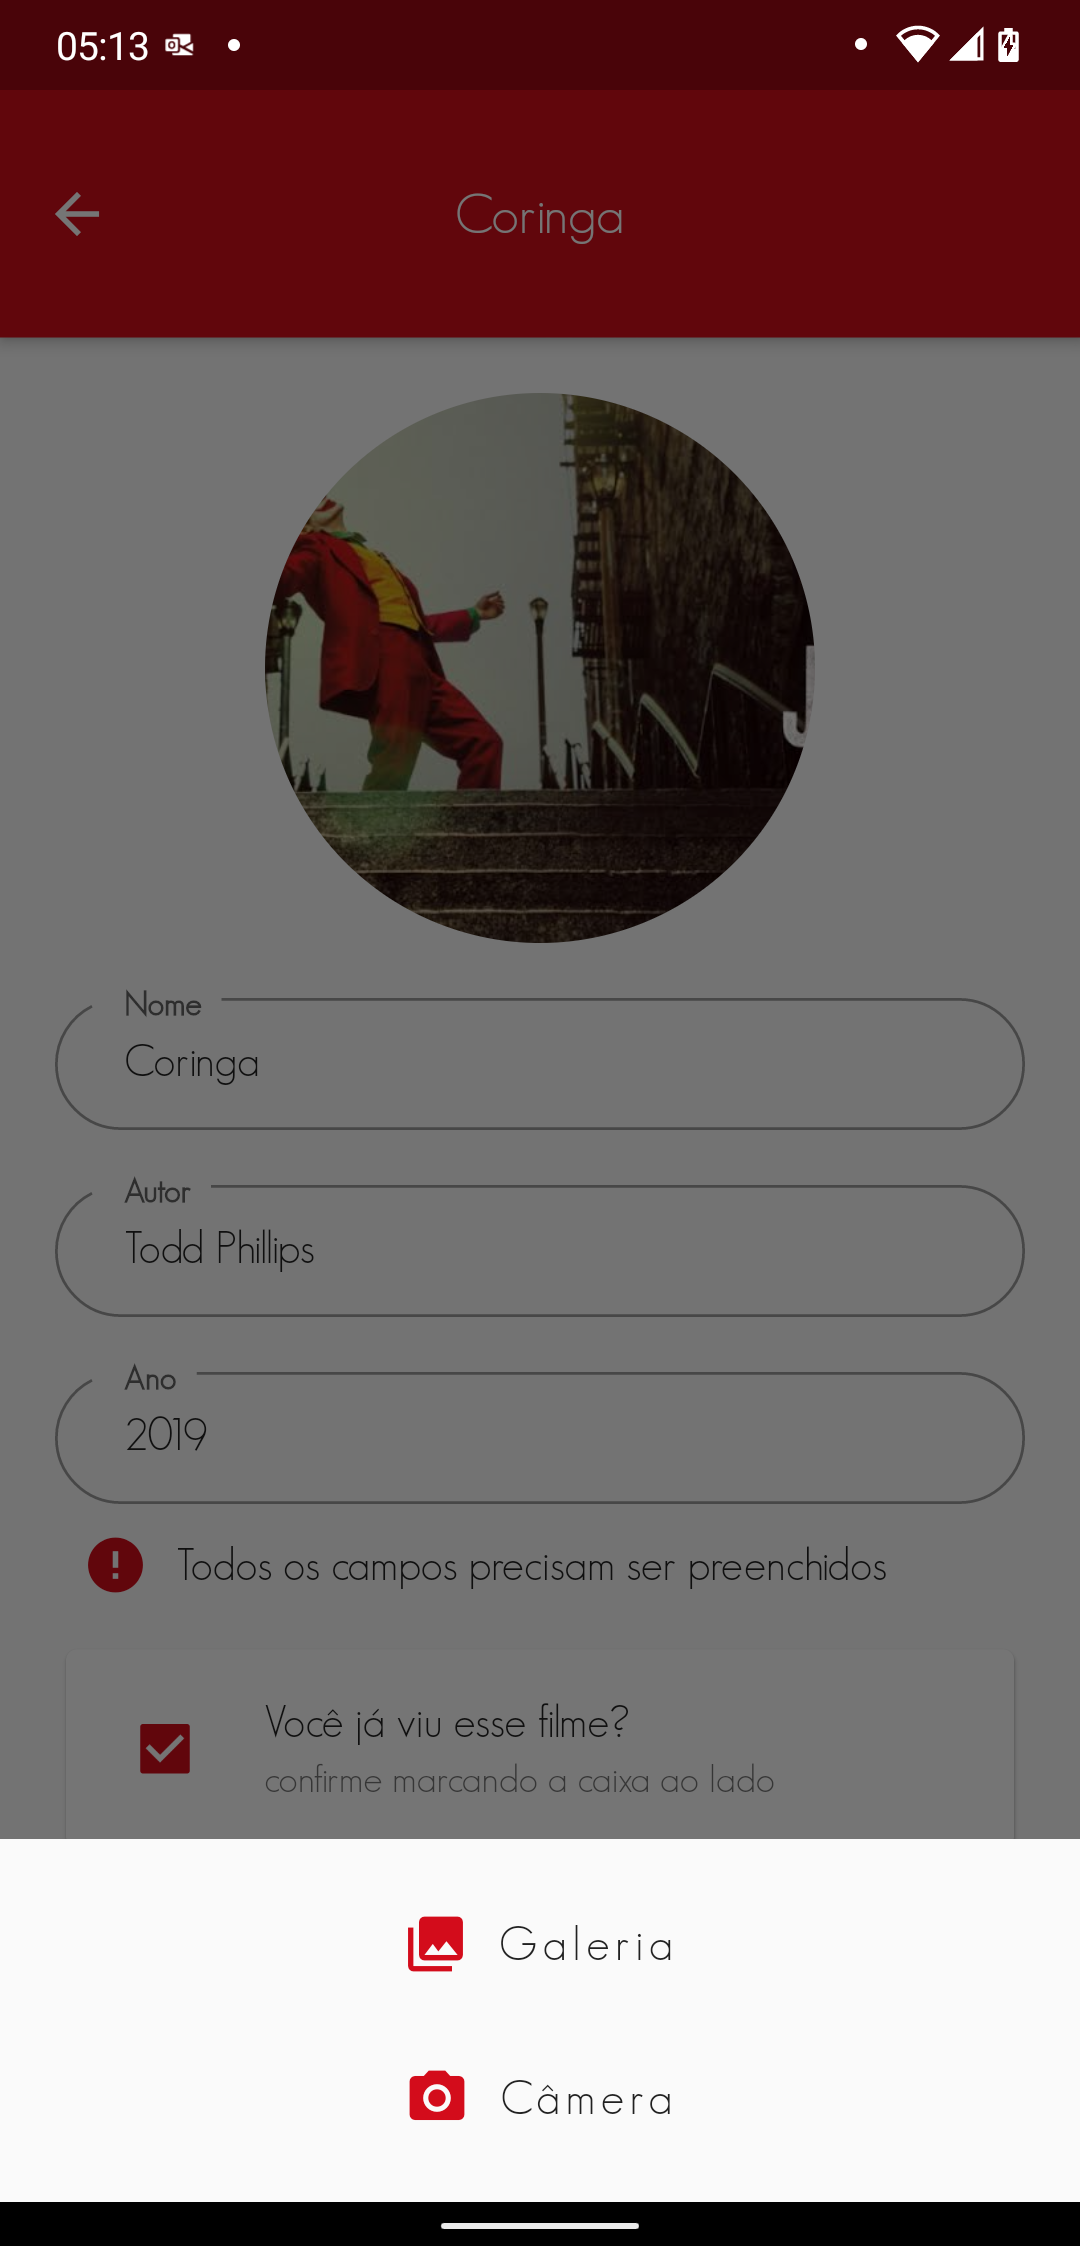 05:13
Coringa
J
Nome
Coringa
Autor
Todd Phillips
Ano
2019
Todos os campos precisam ser preenchidos
Você já viu esse filme?
confirme marcando a caixa ao lado
Galeria
Câmera